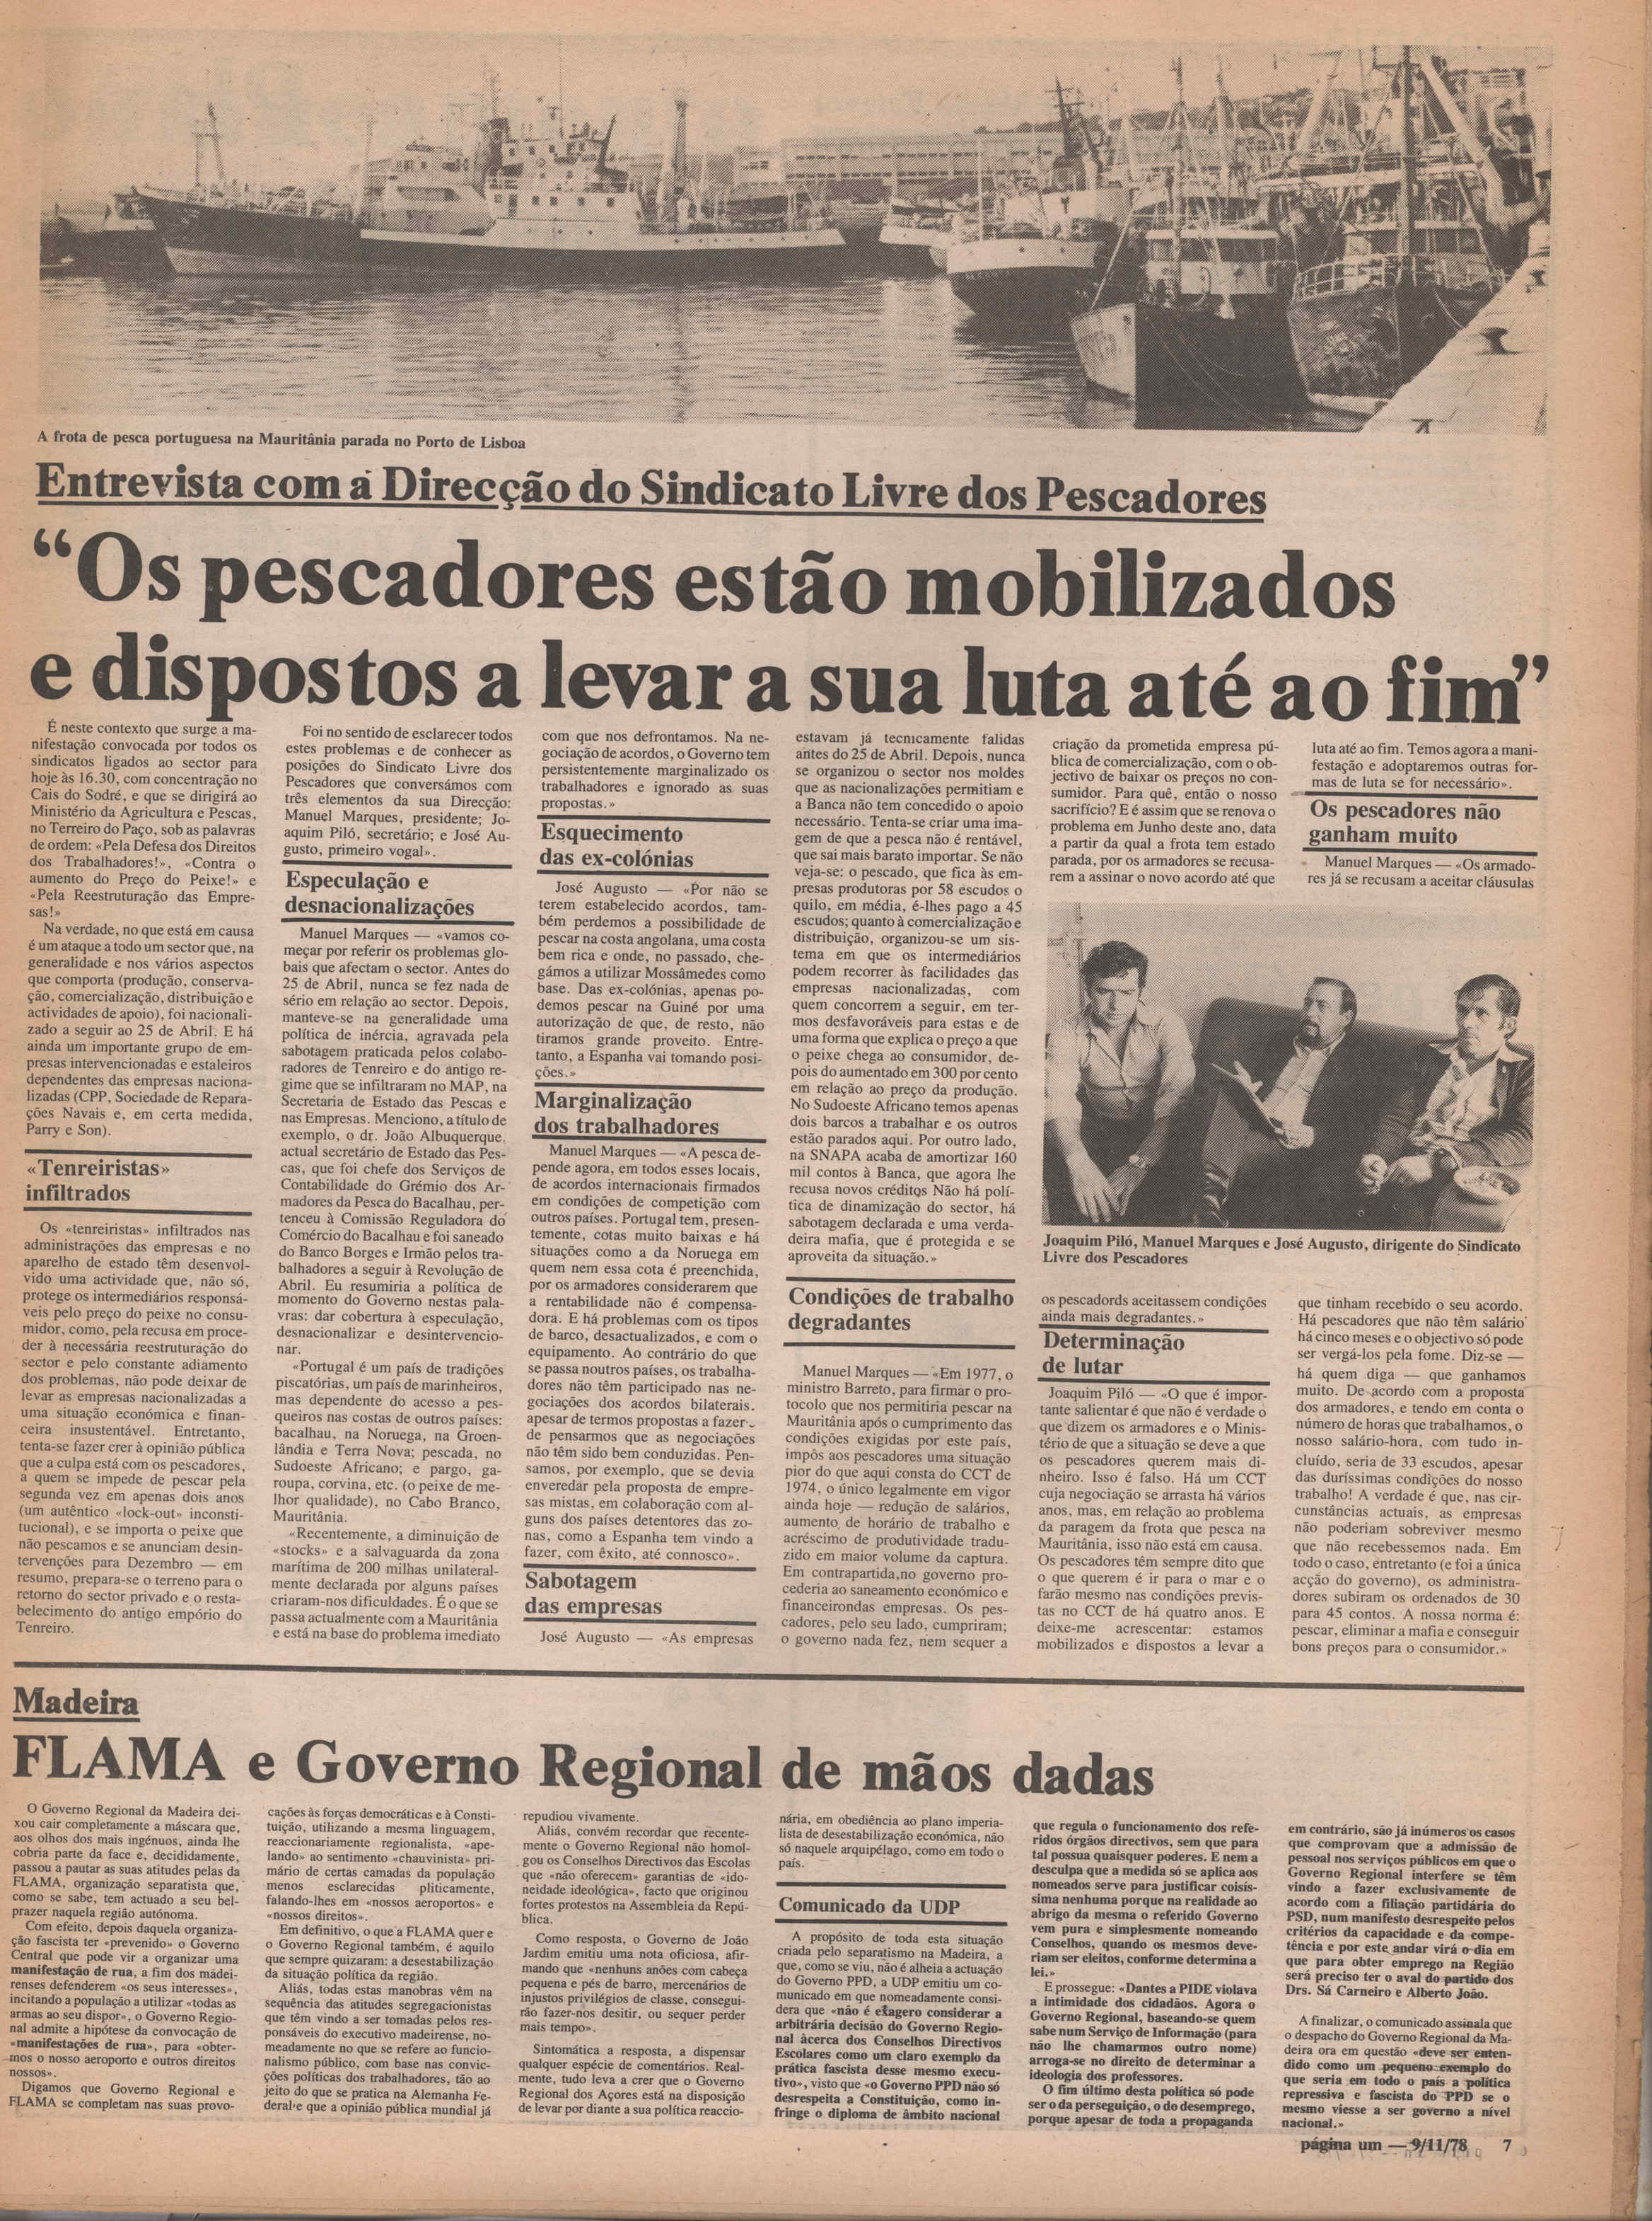 A frota de pesca portuguesa na Mauritânia parada no Porto de Lisboa
Entrevista com a Direcção do Sindicato Livre dos Pescadores
“Os pescadores estão mobilizados
e dispostos a levar a sua luta até ao fim”
É neste contexto que surge a ma-
nifestação convocada por todos os
sindicatos ligados ao sector para
hoje às 16.30, com concentração no
Cais do Sodré, e que se dirigirá ao
Ministério da Agricultura e Pescas,
no Terreiro do Paço, sob as palavras
de ordem: «Pela Defesa dos Direitos
dos Trabalhadores!», «Contra o
aumento do Preço do Peixe!» e
«Pela Reestruturação das Empre-
sas!»
Na verdade, no que está em causa
é um ataque a todo um sector que, na
generalidade e nos vários aspectos
que comporta (produção, conserva-
ção, comercialização, distribuição e
actividades de apoio), foi nacionali-
zado a seguir ao 25 de Abril. E há
ainda um importante grupo de em-
presas intervencionadas e estaleiros
dependentes das empresas naciona-
lizadas (CPP, Sociedade de Repara-
ções Navais e, em certa medida,
Parry e Son).
«Tenreiristas»
infiltrados
Os «tenreiristas» infiltrados nas
administrações das empresas e no
aparelho de estado têm desenvol-
vido uma actividade que, não só,
protege os intermediários responsá-
veis pelo preço do peixe no consu-
midor, como, pela recusa em proce-
der à necessária reestruturação do
sector e pelo constante adiamento
dos problemas, não pode deixar de
levar as empresas nacionalizadas a
uma situação económica e finan-
ceira insustentável. Entretanto,
tenta-se fazer crer à opinião pública
que a culpa está com os pescadores,
a quem se impede de pescar pela
segunda vez em apenas dois anos
(um autêntico «lock-out» inconsti-
tucional), e se importa o peixe que
não pescamos e se anunciam desin-
tervenções para Dezembro — em
resumo, prepara-se o terreno para o
retorno do sector privado e o resta-
belecimento do antigo empório do
Tenreiro.
Foi no sentido de esclarecer todos
estes problemas e de conhecer as
posições do Sindicato Livre dos
Pescadores que conversámos com
três elementos da sua Direcção:
Manuel Marques, presidente; Jo-
aquim Piló, secretário; e José Au-
gusto, primeiro vogal».
Especulação e
desnacionalizações
Manuel Marques — «vamos co-
meçar por referir os problemas glo-
bais que afectam o sector. Antes do
25 de Abril, nunca se fez nada de
sério em relação ao sector. Depois,
manteve-se na generalidade uma
política de inércia, agravada pela
sabotagem praticada pelos colabo-
radores de Tenreiro e do antigo re-
gime que se infiltraram no MAP, na
Secretaria de Estado das Pescas e
nas Empresas. Menciono, a título de
exemplo, o dr. João Albuquerque,
actual secretário de Estado das Pes-
cas, que foi chefe dos Serviços de
Contabilidade do Grémio dos Ar-
madores da Pesca do Bacalhau, per-
tenceu à Comissão Reguladora do
Comércio do Bacalhau e foi saneado
do Banco Borges e Irmão pelos tra-
balhadores a seguir à Revolução de
Abril. Eu resumiria a política de
momento do Governo nestas pala-
vras: dar cobertura à especulação,
desnacionalizar e desintervencio-
nar.
«Portugal é um país de tradições
piscatórias, um país de marinheiros,
mas dependente do acesso a pes-
queiros nas costas de outros países:
bacalhau, na Noruega, na Groen-
lândia e Terra Nova; pescada, no
Sudoeste Africano; e pargo, ga-
roupa, corvina, etc. (o peixe de me-
lhor qualidade), no Cabo Branco,
Mauritânia.
«Recentemente, a diminuição de
«stocks» e a salvaguarda da zona
marítima de 200 milhas unilateral-
mente declarada por alguns países
criaram-nos dificuldades. É o que se
passa actualmente com a Mauritânia
e está na base do problema imediato
com que nos defrontamos. Na ne-
gociação de acordos, o Governo tem
persistentemente marginalizado os
trabalhadores e ignorado as suas
propostas.»
Esquecimento
das ex-colónias
José Augusto — «Por não se
terem estabelecido acordos, tam-
bém perdemos a possibilidade de
pescar na costa angolana, uma costa
bem rica e onde, no passado, che-
gámos a utilizar Mossâmedes como
base. Das ex-colónias, apenas po-
demos pescar na Guiné por uma
autorização de que, de resto, não
tiramos grande proveito. Entre-
tanto, a Espanha vai tomando posi-
ções.»
Marginalização
dos trabalhadores
Manuel Marques — «A pesca de-
pende agora, em todos esses locais,
de acordos internacionais firmados
em condições de competição com
outros países. Portugal tem, presen-
temente, cotas muito baixas e há
situações como a da Noruega em
quem nem essa cota é preenchida,
por os armadores considerarem que
a rentabilidade não é compensa-
dora. E há problemas com os tipos
de barco, desactualizados, e com o
equipamento. Ao contrário do que
se passa noutros países, os trabalha-
dores não têm participado nas ne-
gociações dos acordos bilaterais.
apesar de termos propostas a fazer
de pensarmos que as negociações
não têm sido bem conduzidas. Pen-
samos, por exemplo, que se devia
enveredar pela proposta de empre-
sas mistas, em colaboração com al-
guns dos países detentores das zo-
nas, como a Espanha tem vindo a
fazer, com êxito, até connosco».
Sabotagem
das empresas
José Augusto — «As empresas
estavam já tecnicamente falidas
antes do 25 de Abril. Depois, nunca
se organizou o sector nos moldes
que as nacionalizações permitiam e
a Banca não tem concedido o apoio
necessário. Tenta-se criar uma ima-
gem de que a pesca não é rentável,
que sai mais barato importar. Se não
veja-se: o pescado, que fica às em-
presas produtoras por 58 escudos o
quilo, em média, é-lhes pago a 45
escudos; quanto à comercialização e
distribuição, organizou-se um sis-
tema em que os intermediários
podem recorrer às facilidades das
empresas nacionalizadas, com
quem concorrem a seguir, em ter-
mos desfavoráveis para estas e de
uma forma que explica o preço a que
o peixe chega ao consumidor, de-
pois do aumentado em 300 por cento
em relação ao preço da produção.
No Sudoeste Africano temos apenas
dois barcos a trabalhar e os outros
estão parados aqui. Por outro lado,
na SNAPA acaba de amortizar 160
mil contos à Banca, que agora lhe
recusa novos créditos Não há polí-
tica de dinamização do sector, há
sabotagem declarada e uma verda-
deira mafia, que é protegida e se
aproveita da situação.»
Condições de trabalho
degradantes
Manuel Marques — «Em 1977, o
ministro Barreto, para firmar o pro-
tocolo que nos permitiria pescar na
Mauritânia após o cumprimento das
condições exigidas por este país,
impôs aos pescadores uma situação
pior do que aqui consta do CCT de
1974, o único legalmente em vigor
ainda hoje — redução de salários,
aumento de horário de trabalho e
acréscimo de produtividade tradu-
zido em maior volume da captura.
Em contrapartida,no governo pro-
cederia ao saneamento económico e
financeirondas empresas. Os pes-
cadores, pelo seu lado, cumpriram;
o governo nada fez, nem sequer a
criação da prometida empresa pú-
blica de comercialização, com o ob-
jectivo de baixar os preços no con-
sumidor. Para quê, então o nosso
sacrifício? E é assim que se renova o
problema em Junho deste ano, data
a partir da qual a frota tem estado
parada, por os armadores se recusa-
rem a assinar o novo acordo até que
Joaquim Piló, Manuel Marques e José Augusto, dirigente do Sindicato
Livre dos Pescadores
os pescadords aceitassem condições
ainda mais degradantes.»
Determinação
de lutar
Joaquim Piló — «O que é impor-
tante salientar é que não é verdade o
que dizem os armadores e o Minis-
tério de que a situação se deve a que
os pescadores querem mais di-
nheiro. Isso é falso. Há um CCT
cuja negociação se arrasta há vários
anos, mas, em relação ao problema
da paragem da frota que pesca na
Mauritânia, isso não está em causa.
Os pescadores têm sempre dito que
o que querem é ir para o mar e o
farão mesmo nas condições previs-
tas no CCT de há quatro anos. E
deixe-me acrescentar: estamos
mobilizados e dispostos a levar a
luta até ao fim. Temos agora a mani-
festação e adoptaremos outras for-
mas de luta se for necessário».
Os pescadores não
ganham muito
Manuel Marques — «Os armado-
res já se recusam a aceitar cláusulas
que tinham recebido o seu acordo.
Há pescadores que não têm salário
há cinco meses e o objectivo só pode
ser vergá-los pela fome. Diz-se —
há quem diga — que ganhamos
muito. De acordo com a proposta
dos armadores, e tendo em conta o
número de horas que trabalhamos, o
nosso salário-hora, com tudo in-
cluído, seria de 33 escudos, apesar
das duríssimas condições do nosso
trabalho! A verdade é que, nas cir-
cunstâncias actuais, as empresas
não poderiam sobreviver mesmo
que não recebessemos nada. Em
todo o caso, entretanto (e foi a única
acção do governo), os administra-
dores subiram os ordenados de 30
para 45 contos. A nossa norma é:
pescar, eliminar a mafia e conseguir
bons preços para o consumidor.»
Madeira
FLAMA e Governo Regional de mãos dadas
O Governo Regional da Madeira dei-
xou cair completamente a máscara que,
aos olhos dos mais ingénuos, ainda lhe
cobria parte da face e, decididamente,
passou a pautar as suas atitudes pelas da
FLAMA, organização separatista que,
como se sabe, tem actuado a seu bel-
prazer naquela região autónoma.
Com efeito, depois daquela organiza-
ção fascista ter «prevenido» o Governo
Central que pode vir a organizar uma
manifestação de rua, a fim dos madei-
renses defenderem «os seus interesses»,
incitando a população a utilizar «todas as
armas ao seu dispor», o Governo Regio-
nal admite a hipótese da convocação de
«manifestações de rua», para «obter-
mos o nosso aeroporto e outros direitos
nossos».
Digamos que Governo Regional e
FLAMA se completam nas suas provo-
cações às forças democráticas e à Consti-
tuição, utilizando a mesma linguagem,
reaccionariamente regionalista, «ape-
lando» ao sentimento «chauvinista» pri-
mário de certas camadas da população
menos esclarecidas pliticamente,
falando-lhes em «nossos aeroportos» e
«nossos direitos».
Em definitivo, o que a FLAMA quer e
o Governo Regional também, é aquilo
que sempre quizaram: a desestabilização
da situação política da região.
Aliás, todas estas manobras vêm na
sequência das atitudes segregacionistas
que têm vindo a ser tomadas pelos res-
ponsáveis do executivo madeirense, no-
meadamente no que se refere ao funcio-
nalismo público, com base nas convic-
ções políticas dos trabalhadores, tão ao
jeito do que se pratica na Alemanha Fe-
deral e que a opinião pública mundial já
repudiou vivamente.
Aliás, convém recordar que recente-
mente o Governo Regional não homol-
gou os Conselhos Directivos das Escolas
que «não oferecem» garantias de «ido-
neidade ideológica», facto que originou
fortes protestos na Assembleia da Repú-
blica.
Como resposta, o Governo de João
Jardim emitiu uma nota oficiosa, afir-
mando que «nenhuns anões com cabeça
pequena e pés de barro, mercenários de
injustos privilégios de classe, consegui-
rão fazer-nos desitir, ou sequer perder
mais tempo».
Sintomática a resposta, a dispensar
qualquer espécie de comentários. Real-
mente, tudo leva a crer que o Governo
Regional dos Açores está na disposição
de levar por diante a sua política reaccio-
nária, em obediência ao plano imperia-
lista de desestabilização económica, não
só naquele arquipélago, como em todo o
país.
Comunicado da UDP
A propósito de toda esta situação
criada pelo separatismo na Madeira, a
que, como se viu, não é alheia a actuação
do Governo PPD, a UDP emitiu um co-
municado em que nomeadamente consi-
dera que «não é exagero considerar a
arbitrária decisão do Governo Regio-
nal àcerca dos Conselhos Directivos
Escolares como um claro exemplo da
prática fascista desse mesmo execu-
tivo», visto que «o Governo PPD não só
desrespeita a Constituição, como in-
fringe o diploma de âmbito nacional
que regula o funcionamento dos refe-
ridos órgãos directivos, sem que para
tal possua quaisquer poderes. E nem a
desculpa que a medida só se aplica aos
nomeados serve para justificar coisís-
sima nenhuma porque na realidade ao
abrigo da mesma o referido Governo
vem pura e simplesmente nomeando
Conselhos, quando os mesmos deve-
riam ser eleitos, conforme determina a
lei.»
E prossegue: «Dantes a PIDE violava
a intimidade dos cidadãos. Agora o
Governo Regional, baseando-se quem
sabe num Serviço de Informação (para
não lhe chamarmos outro nome)
arroga-se no direito de determinar a
ideologia dos professores.
O fim último desta política só pode
ser o da perseguição, o do desemprego,
porque apesar de toda a propaganda
em contrário, são já inúmeros os casos
que comprovam que a admissão de
pessoal nos serviços públicos em que o
Governo Regional interfere se têm
vindo a fazer exclusivamente de
acordo com a filiação partidária do
PSD, num manifesto desrespeito pelos
critérios da capacidade e da compe-
tência e por este andar virá o dia em
que para obter emprego na Região
será preciso ter o aval do partido dos
Drs. Sá Carneiro e Alberto João.
A finalizar, o comunicado assinala que
o despacho do Governo Regional da Ma-
deira ora em questão «deve ser enten-
dido como um pequeno exemplo do
que seria em todo o país a política
repressiva e fascista do PPD se o
mesmo viesse a ser governo a nível
nacional.»
página um — 9/11/78 7